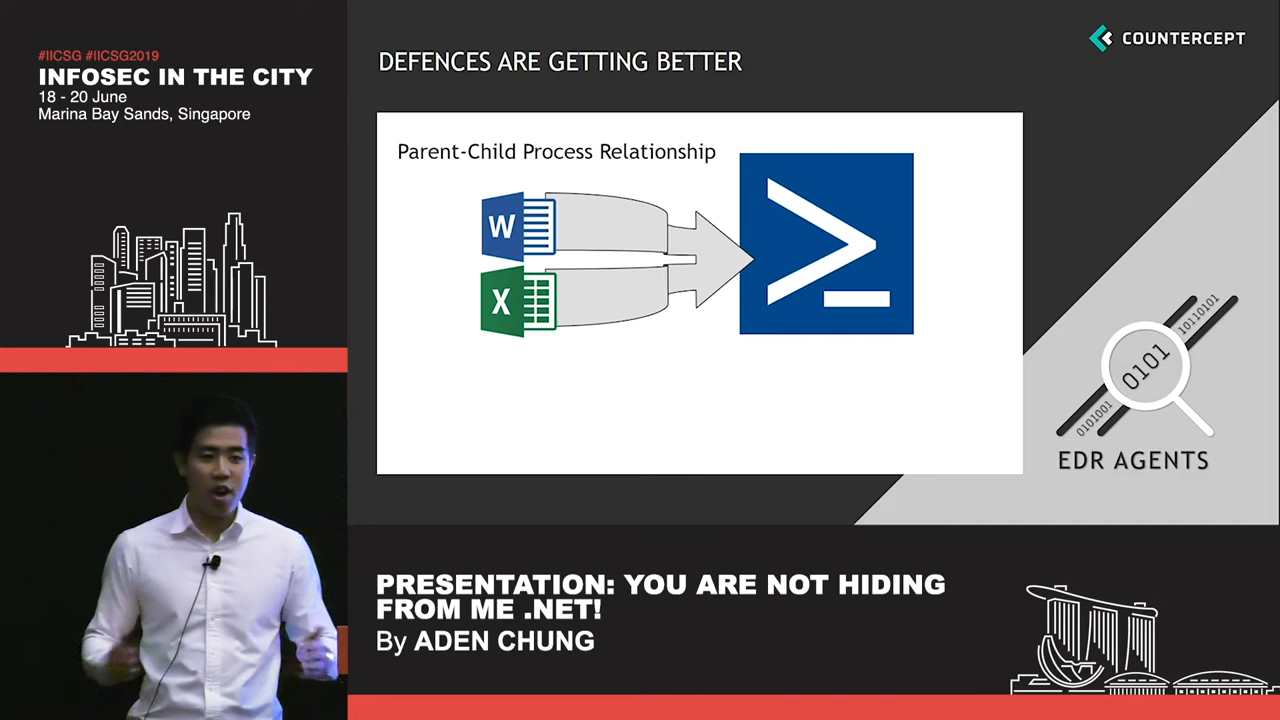 #IICSG #IICSG2019
INFOSEC IN THE CITY
18 - 20 June
Marina Bay Sands, Singapore
DEFENCES ARE GETTING BETTER
COUNTERCEPT
Parent-Child Process Relationship
W
X
10110101
0101
0101001
EDR AGENTS
PRESENTATION: YOU ARE NOT HIDING
FROM ME .NET!
By ADEN CHUNG